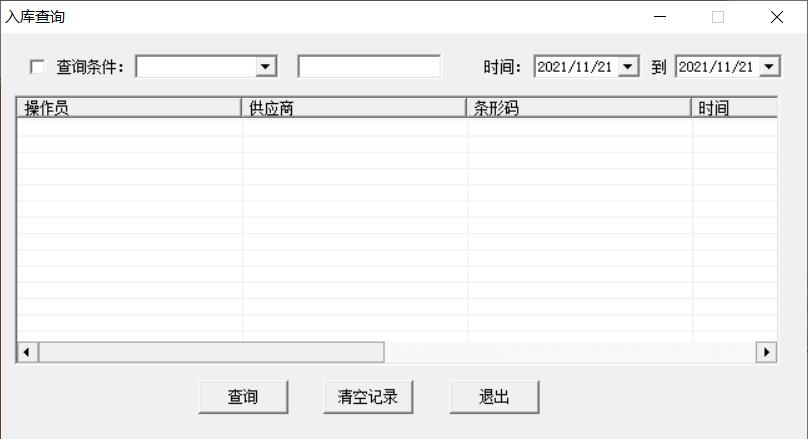 入库查询
查询条件： 时间： 2021/11/21 到 2021/11/21
操作员 供应商 条形码 时间
查询 清空记录 退出